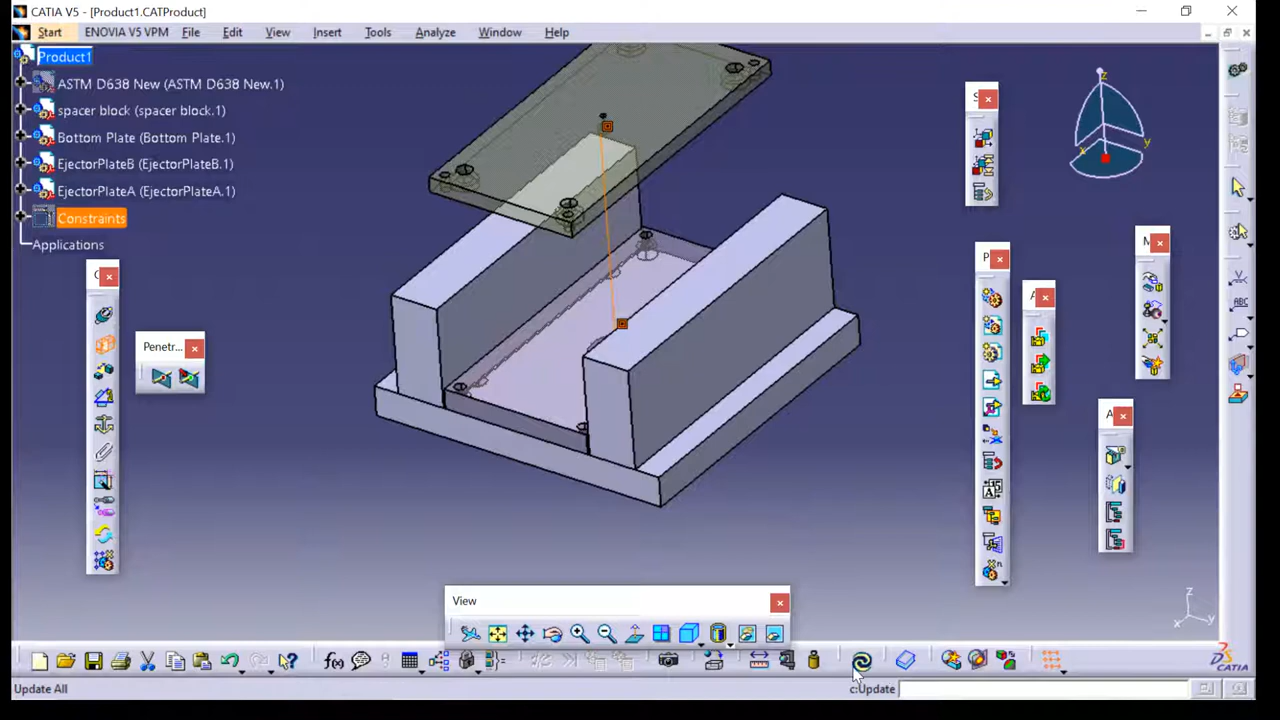 CATIA V5 - [Product1.CATProduct]
Start ENOVIA V5 VPM File Edit View Insert Tools Analyze Window Help
Product1
ASTM D638 New (ASTM D638 New.1)
spacer block (spacer block.1)
Bottom Plate (Bottom Plate.1)
EjectorPlateB (EjectorPlateB.1)
EjectorPlateA (EjectorPlateA.1)
Constraints
Applications
Penetr...
View
z
x
y
z
x
y
f(x)
ABC
CATIA
Update All
c:Update